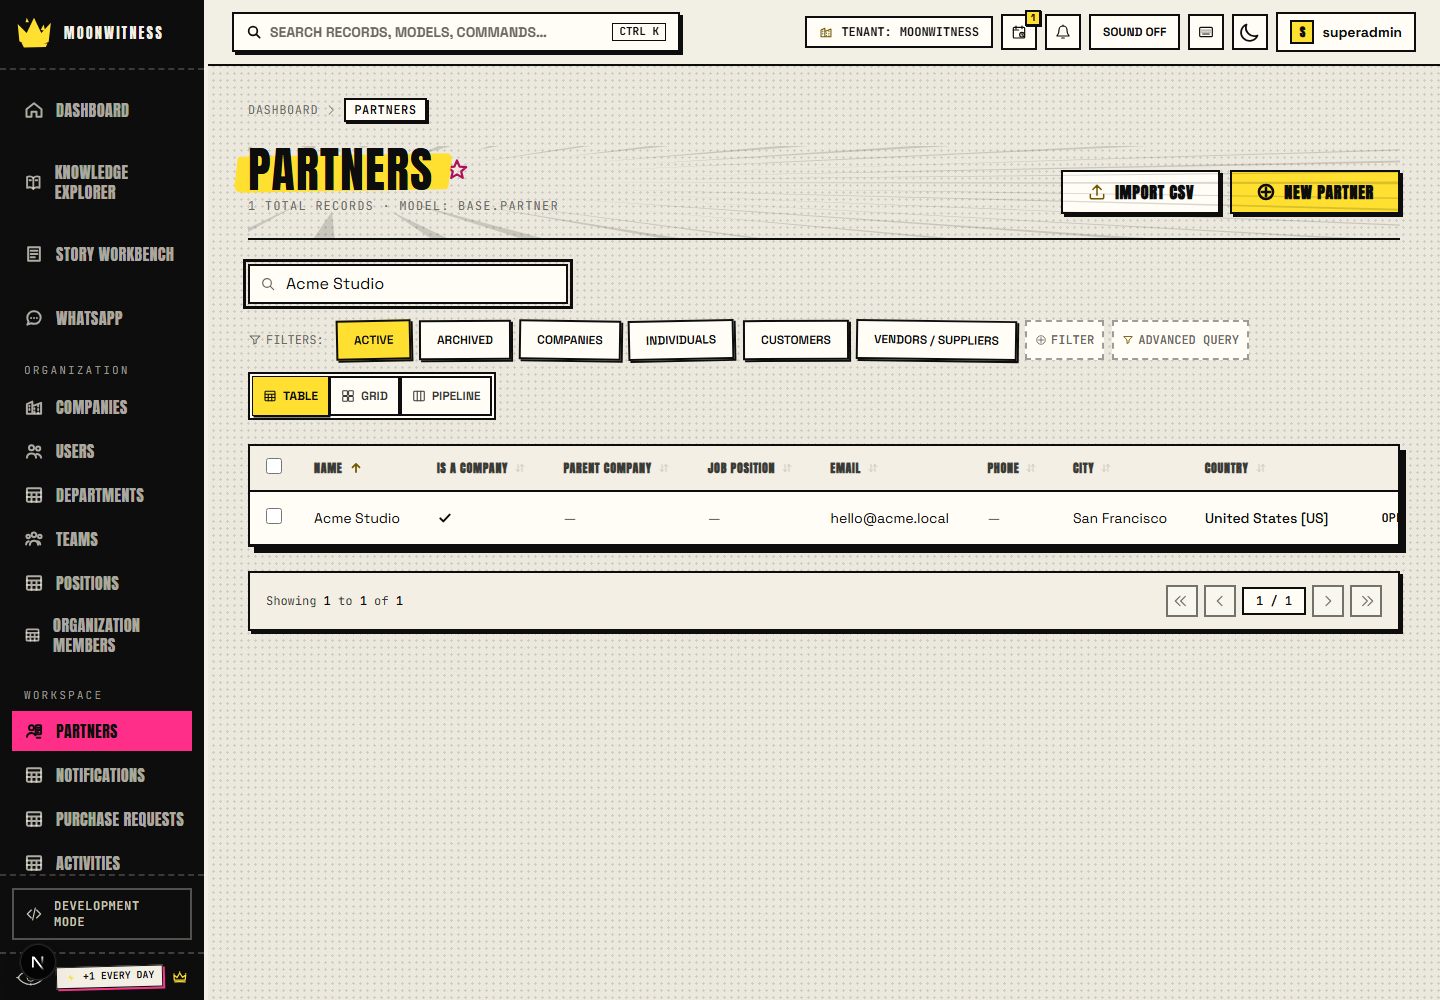 MOONWITNESS
SEARCH RECORDS, MODELS, COMMANDS...
CTRL K
TENANT: MOONWITNESS
1
SOUND OFF
S
superadmin
DASHBOARD
KNOWLEDGE
EXPLORER
STORY WORKBENCH
WHATSAPP
ORGANIZATION
COMPANIES
USERS
DEPARTMENTS
TEAMS
POSITIONS
ORGANIZATION
MEMBERS
WORKSPACE
PARTNERS
NOTIFICATIONS
PURCHASE REQUESTS
ACTIVITIES
DEVELOPMENT
MODE
N
+1 EVERY DAY
DASHBOARD
PARTNERS
PARTNERS
1 TOTAL RECORDS · MODEL: BASE.PARTNER
IMPORT CSV
NEW PARTNER
Acme Studio
FILTERS:
ACTIVE
ARCHIVED
COMPANIES
INDIVIDUALS
CUSTOMERS
VENDORS / SUPPLIERS
FILTER
ADVANCED QUERY
TABLE
GRID
PIPELINE
NAME
IS A COMPANY
PARENT COMPANY
JOB POSITION
EMAIL
PHONE
CITY
COUNTRY
Acme Studio
—
—
hello@acme.local
—
San Francisco
United States [US]
Showing 1 to 1 of 1
1 / 1